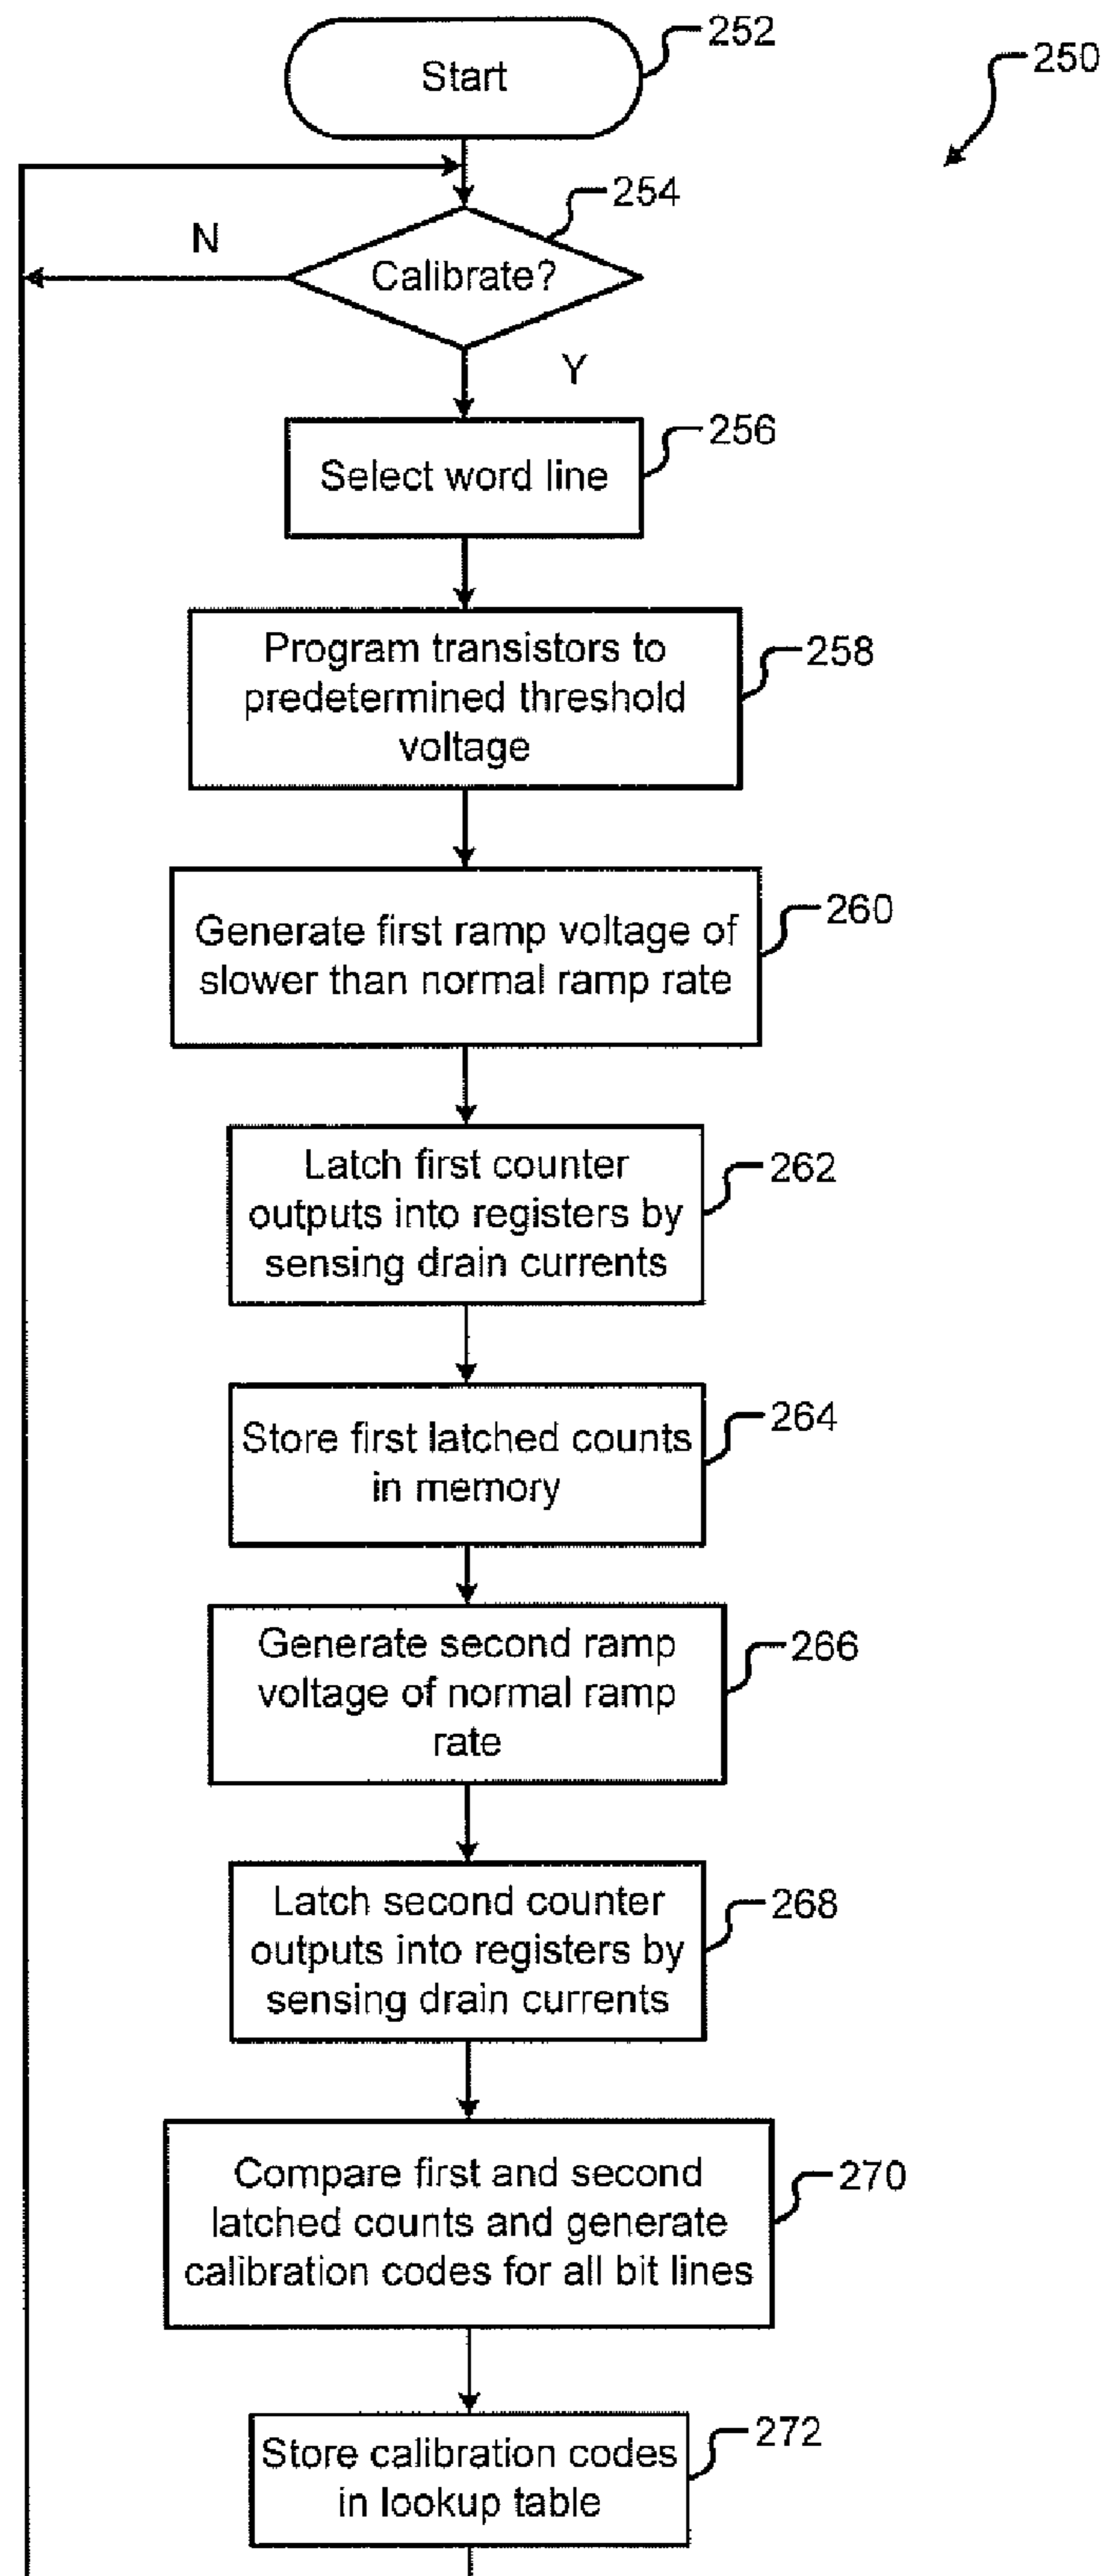 252
Start
250
254
N
Calibrate?
Y
256
Select word line
Program transistors to
258
predetermined threshold
voltage
260
Generate first ramp voltage of
slower than normal ramp rate
Latch first counter
262
outputs into registers by
sensing drain currents
264
Store first latched counts
in memory
Generate second ramp
266
voltage of normal ramp
rate
Latch second counter
268
outputs into registers by
sensing drain currents
Compare first and second
270
latched counts and generate
calibration codes for all bit lines
272
Store calibration codes
in lookup table